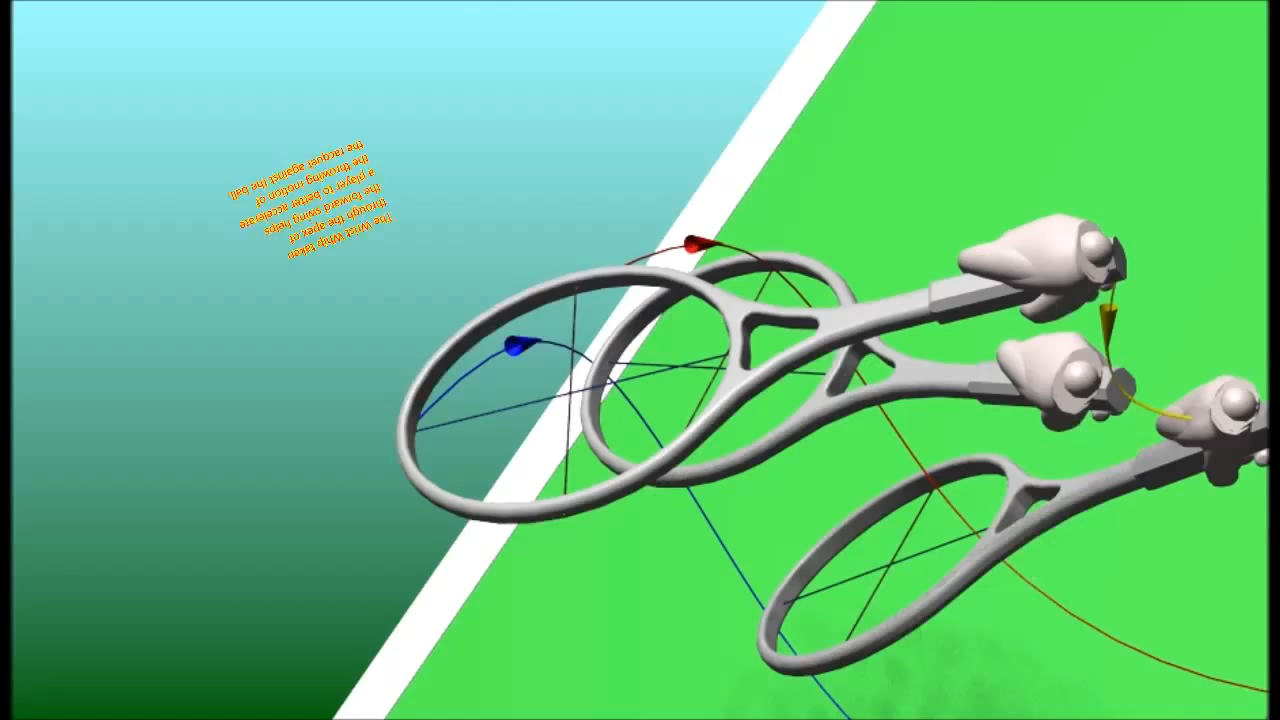 The Wrist Whip taken
through the apex of
the forward swing helps
a player to better accelerate
the throwing motion of
the racquet against the ball.